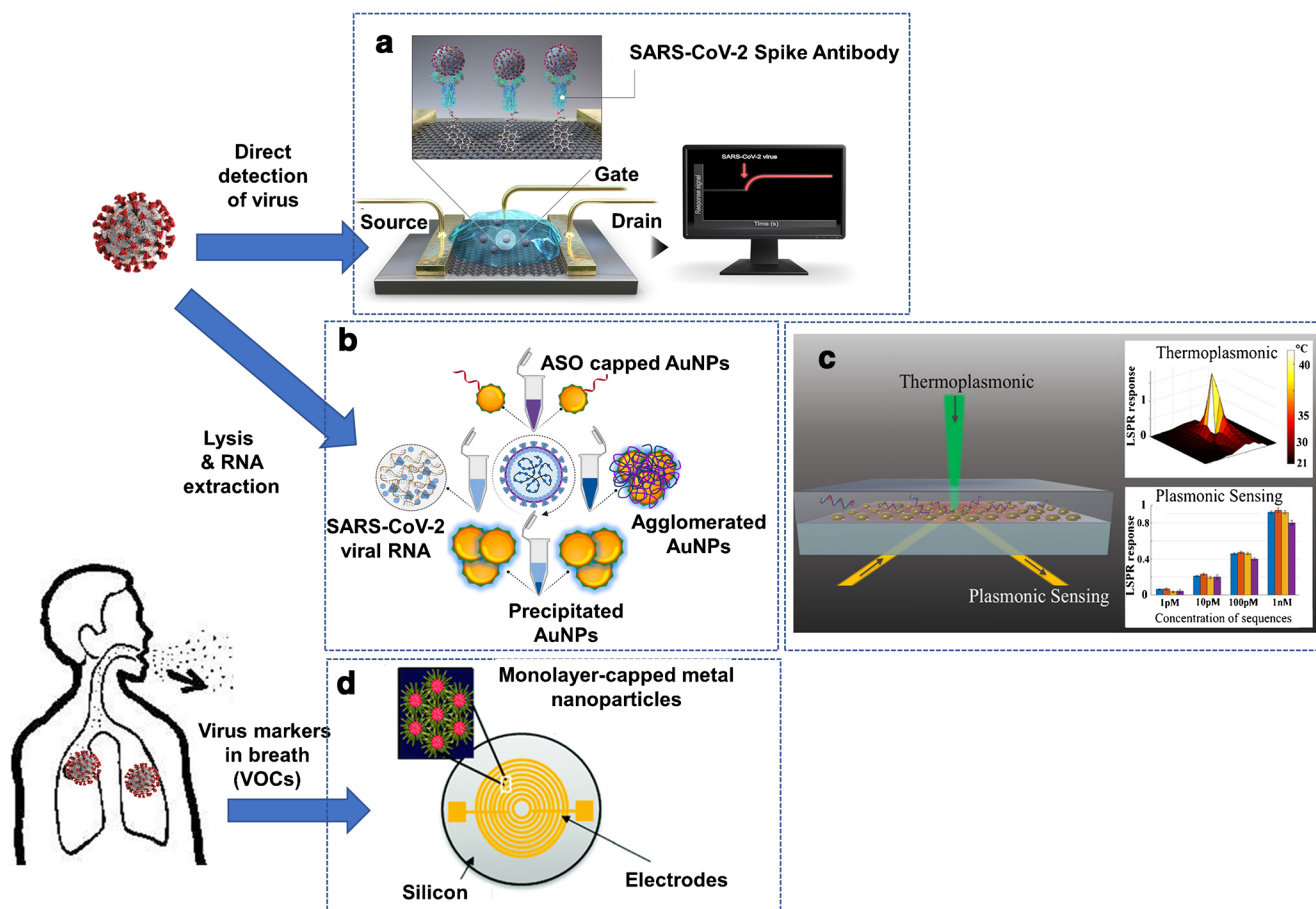 a
SARS-CoV-2 Spike Antibody
Direct
detection
of virus
Gate
Source
Drain
SARS-CoV-2 virus
Response signal
Time (s)
b
ASO capped AuNPs
Lysis
& RNA
extraction
SARS-CoV-2
viral RNA
Agglomerated
AuNPs
Precipitated
AuNPs
c
Thermoplasmonic
Plasmonic Sensing
Thermoplasmonic
°C
40
35
30
21
LSPR response
1
0
Plasmonic Sensing
LSPR response
0.8
0.4
0
1pM 10pM 100pM 1nM
Concentration of sequences
Virus markers
in breath
(VOCs)
d
Monolayer-capped metal
nanoparticles
Silicon
Electrodes